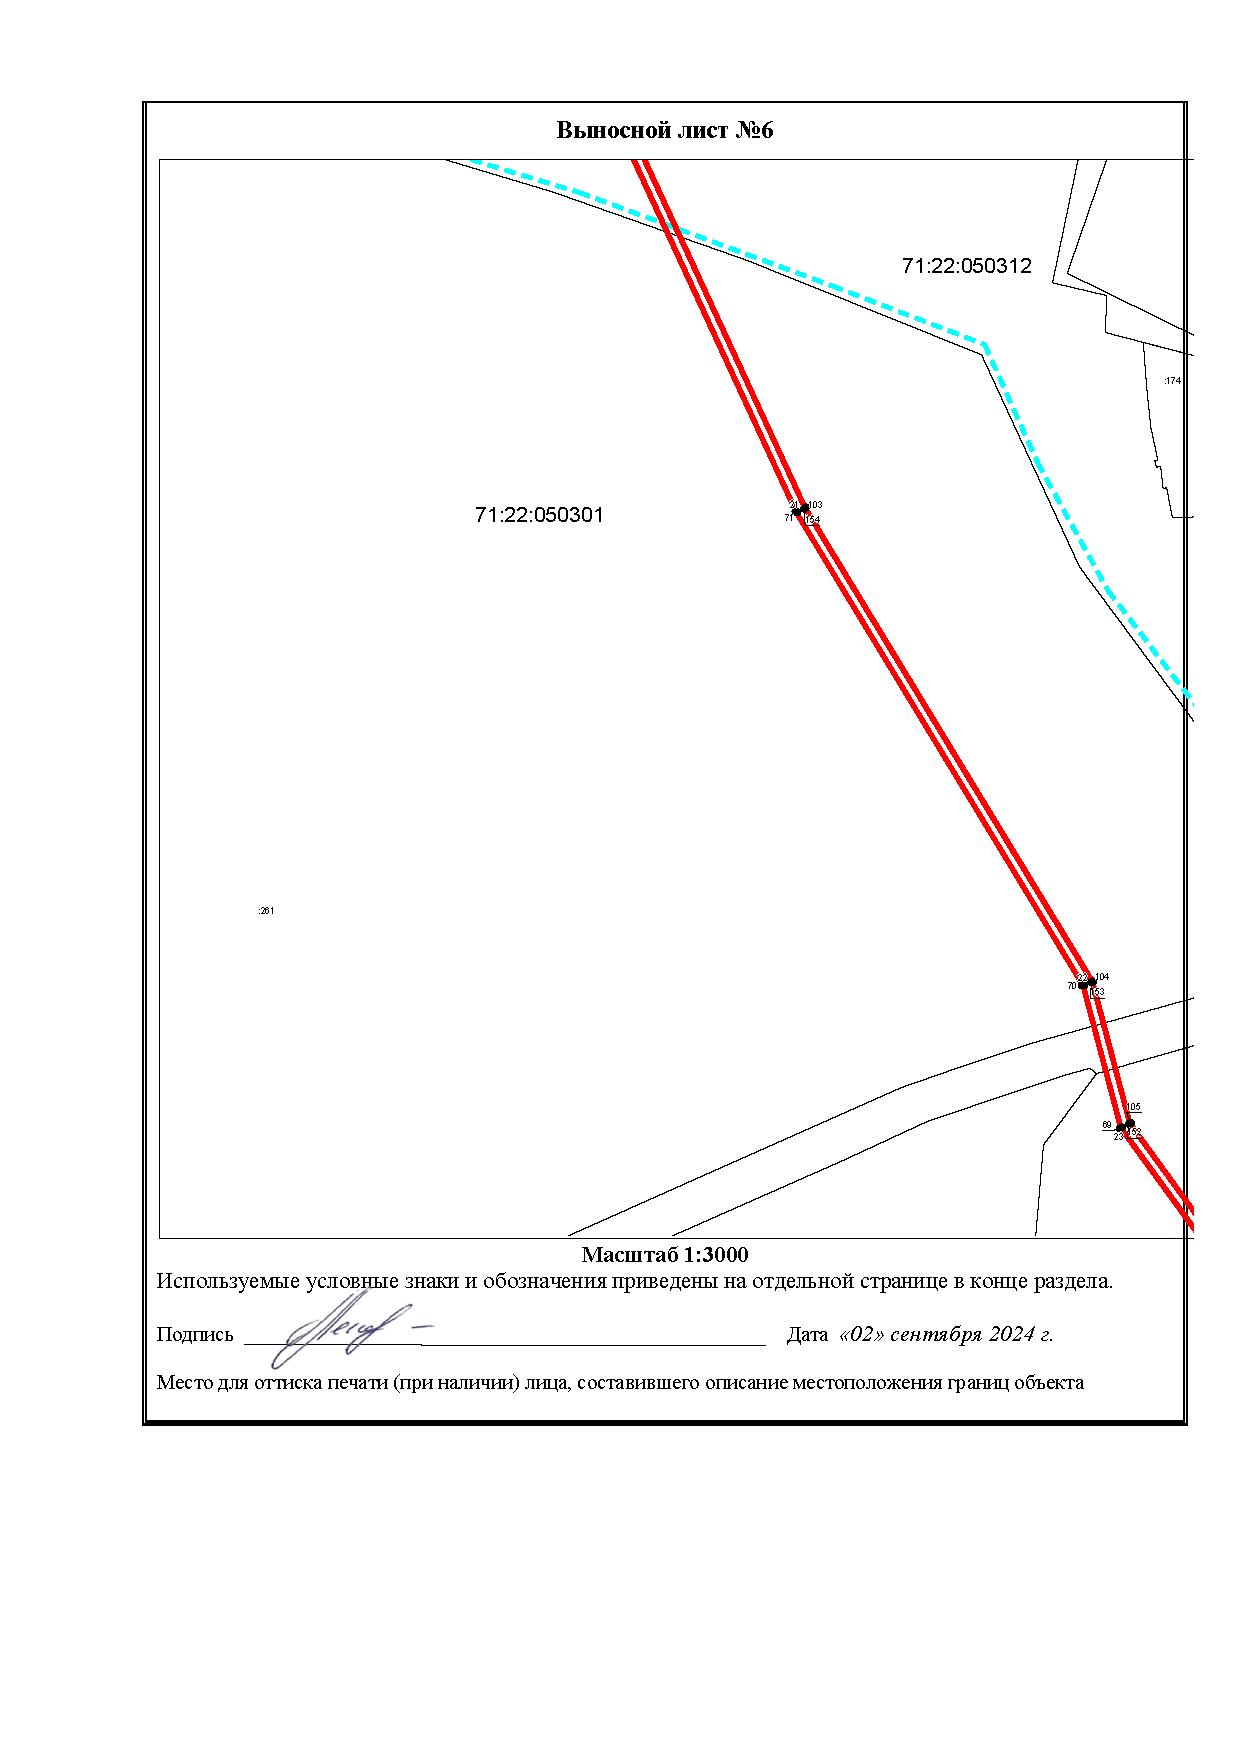 Выносной лист №6
71:22:050312
:174
71:22:050301
21 103
71 154
:261
22 104
70 153
105
69 152
23
Масштаб 1:3000
Используемые условные знаки и обозначения приведены на отдельной странице в конце раздела.
Подпись Дата «02» сентября 2024 г.
Место для оттиска печати (при наличии) лица, составившего описание местоположения границ объекта